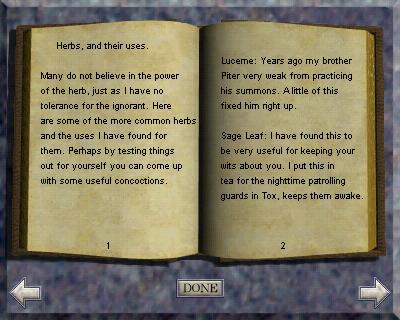 Herbs, and their uses.
Many do not believe in the power
of the herb, just as I have no
tolerance for the ignorant. Here
are some of the more common herbs
and the uses I have found for
them. Perhaps by testing things
out for yourself you can come up
with some useful concoctions.
1
Lucerne: Years ago my brother
Piter very weak from practicing
his summons. A little of this
fixed him right up.
Sage Leaf: I have found this to
be very useful for keeping your
wits about you. I put this in
tea for the nighttime patrolling
guards in Tox, keeps them awake.
2
DONE